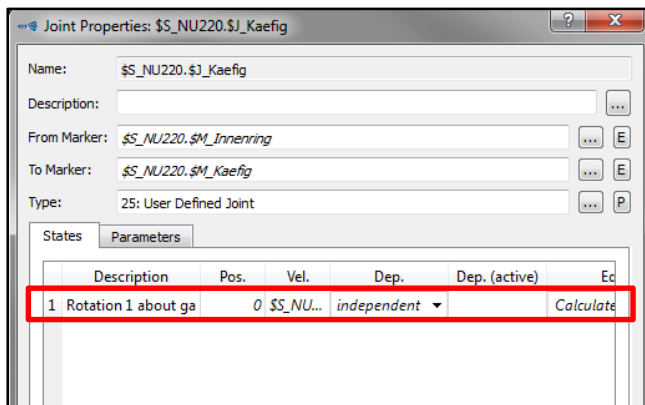 Joint Properties: $S_NU220.$J_Kaefig ? X
Name: $S_NU220.$J_Kaefig
Description: ...
From Marker: $S_NU220.$M_Innenring ... E
To Marker: $S_NU220.$M_Kaefig ... E
Type: 25: User Defined Joint ... P
States Parameters
Description Pos. Vel. Dep. Dep. (active)
1 Rotation 1 about ga 0 $S_NU... independent Calculate